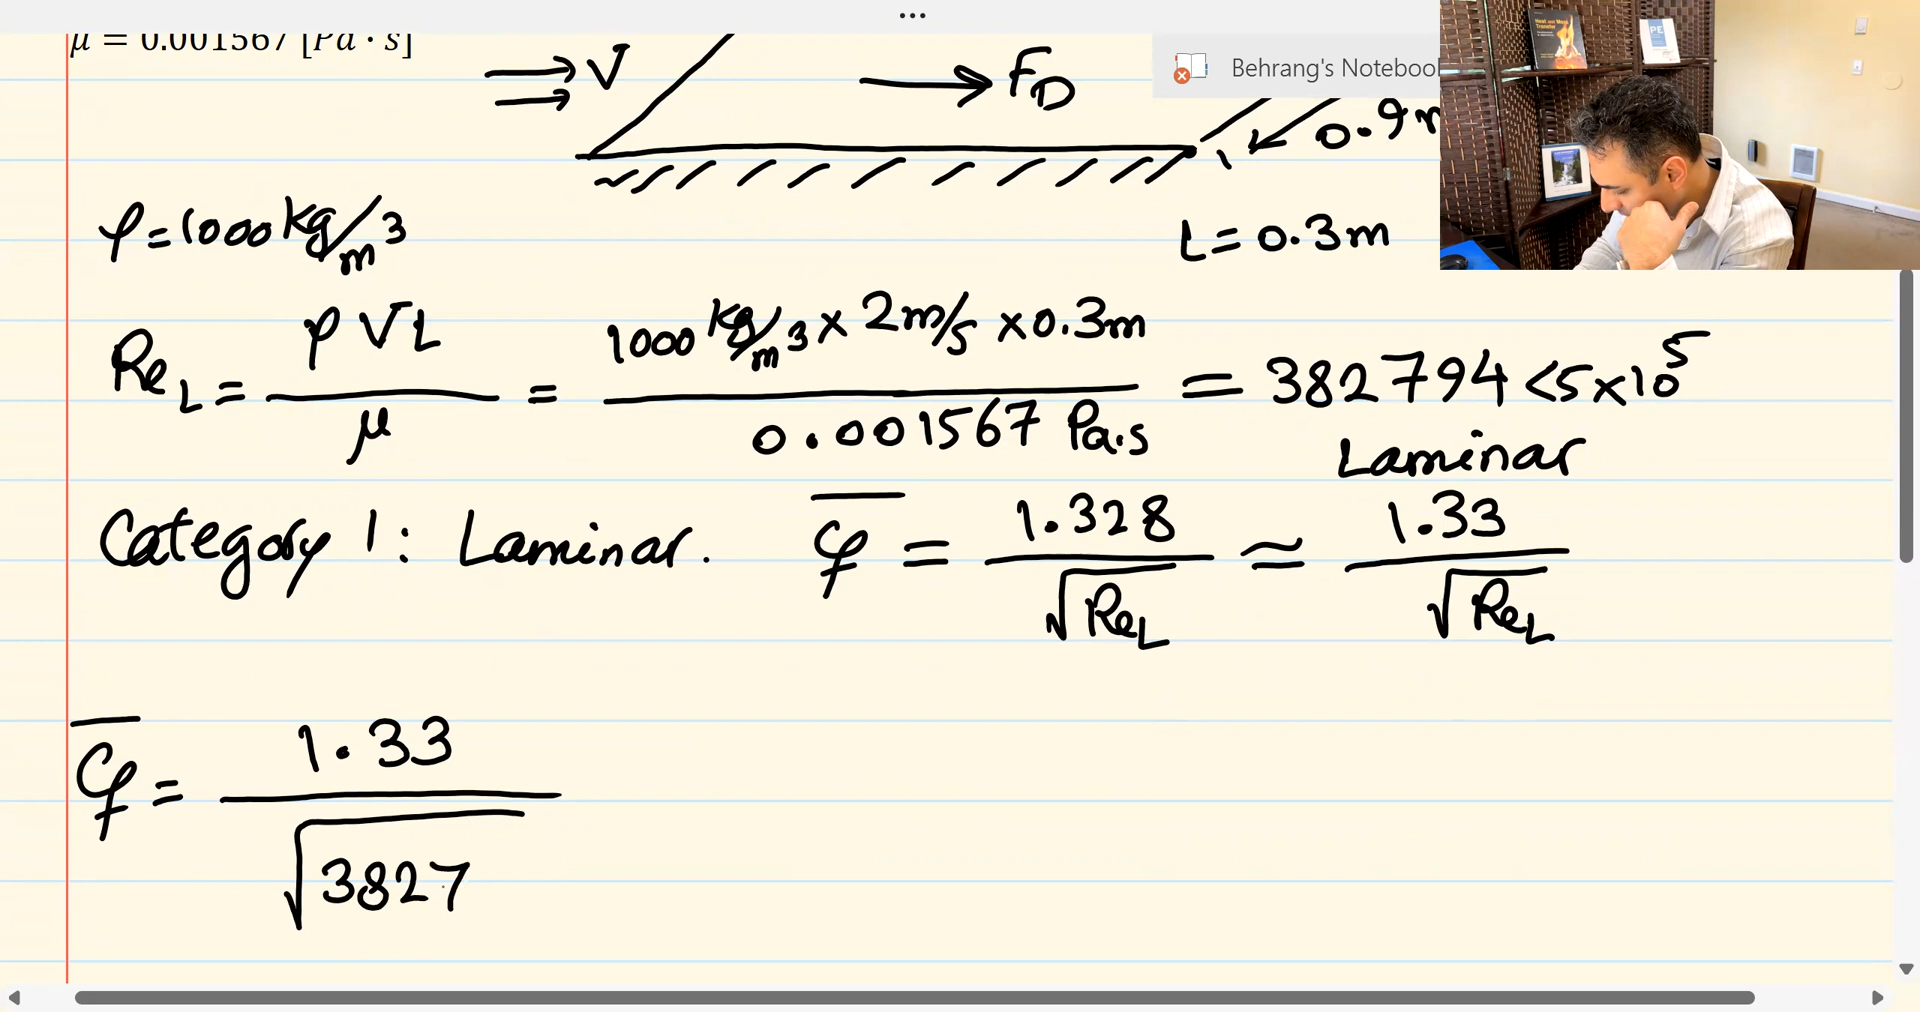 ...
μ = 0.001567 [Pa · s]
V
F_D
Behrang's Notebook
0.9m
ρ = 1000 kg/m³
L = 0.3m
Re_L = ρVL / μ = 1000 kg/m³ × 2 m/s × 0.3m / 0.001567 Pa.s = 382794 < 5×10⁵
Laminar
Category 1: Laminar. C̅f = 1.328 / √Re_L ≃ 1.33 / √Re_L
C̅f = 1.33 / √3827